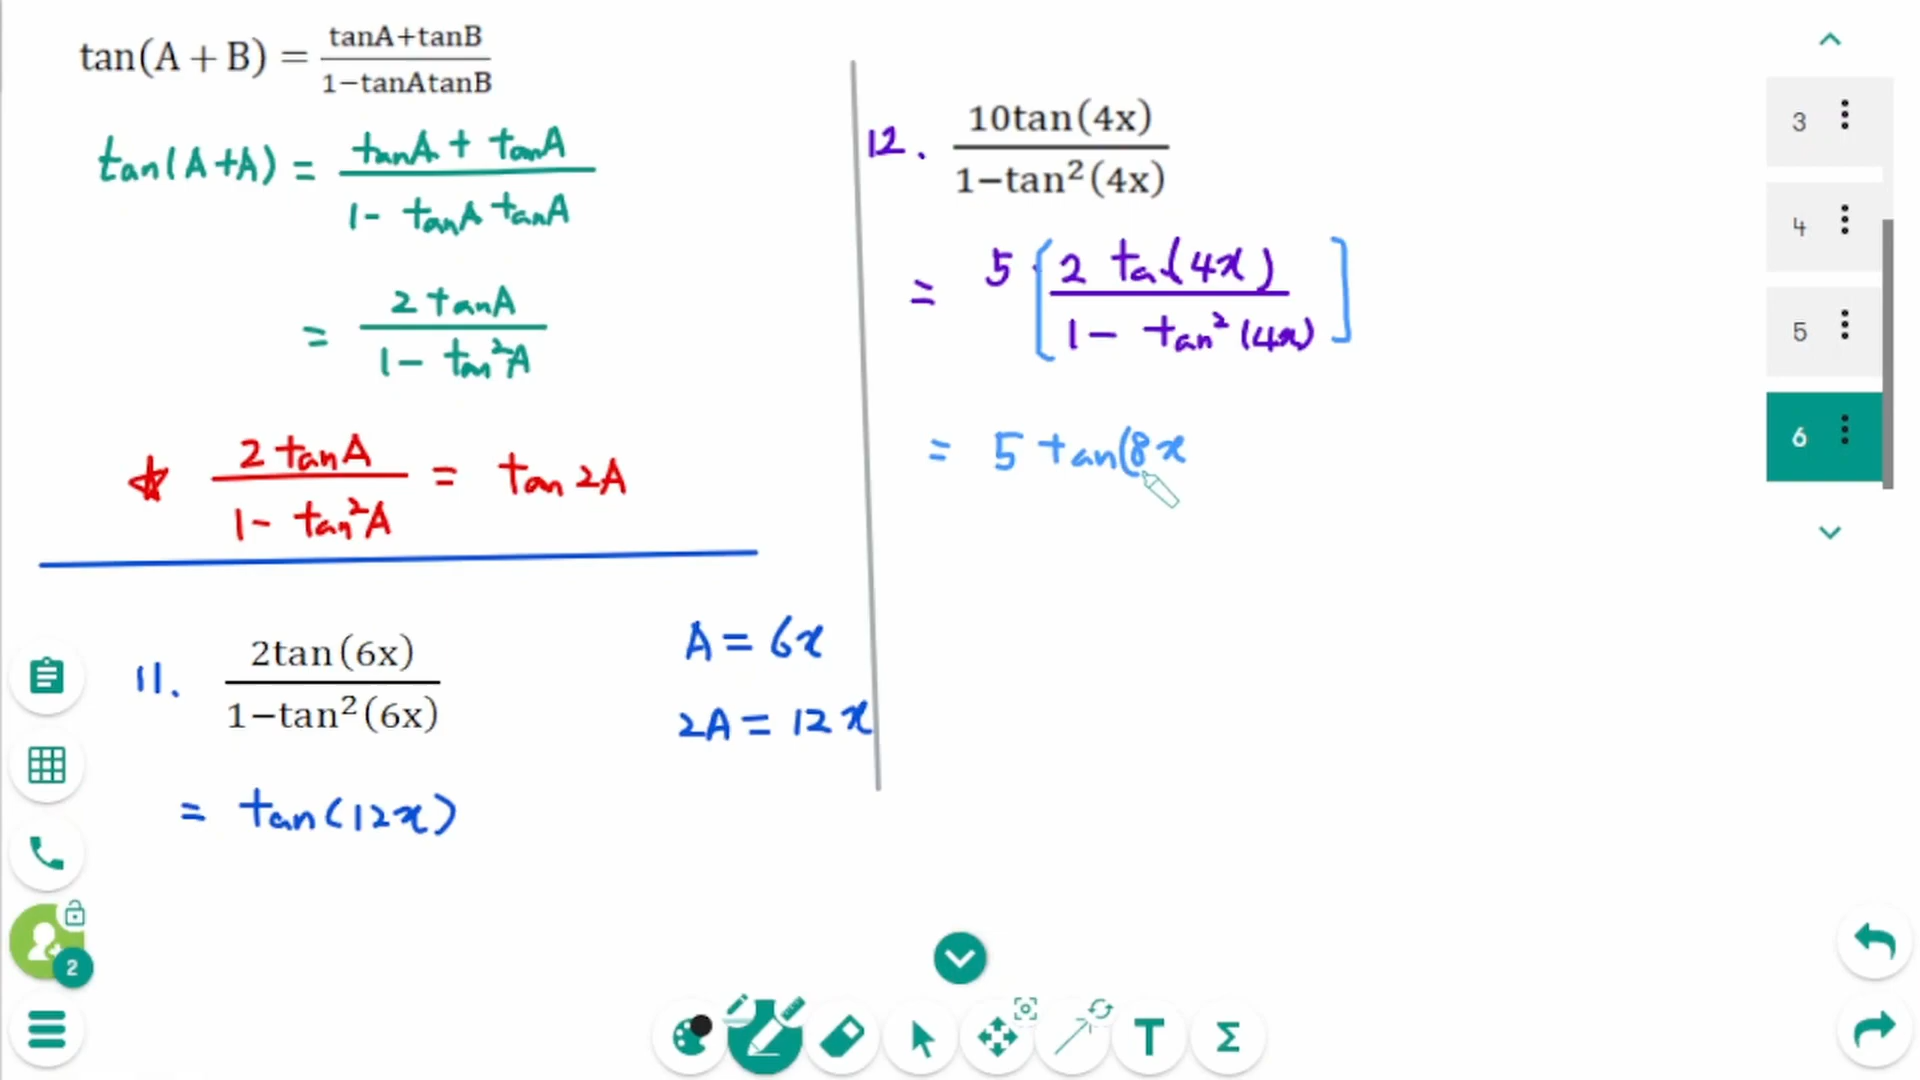 tan(A + B) = tanA+tanB / 1−tanAtanB
tan(A+A) = tanA + tanA / 1 - tanA tanA
= 2 tanA / 1 - tan²A
☆ 2 tanA / 1 - tan²A = tan 2A
11. 2tan(6x) / 1−tan²(6x)
A = 6x
2A = 12x
= tan(12x)
12. 10tan(4x) / 1−tan²(4x)
= 5 [ 2 tan(4x) / 1 - tan²(4x) ]
= 5 tan(8x
3
4
5
6
2
T
Σ